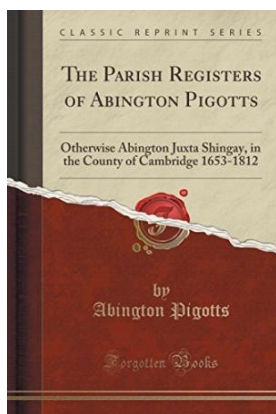 CLASSIC REPRINT SERIES
THE PARISH REGISTERS
OF ABINGTON PIGOTTS
Otherwise Abington Juxta Shingay, in
the County of Cambridge 1653-1812
by
Abington Pigotts
Forgotten Books